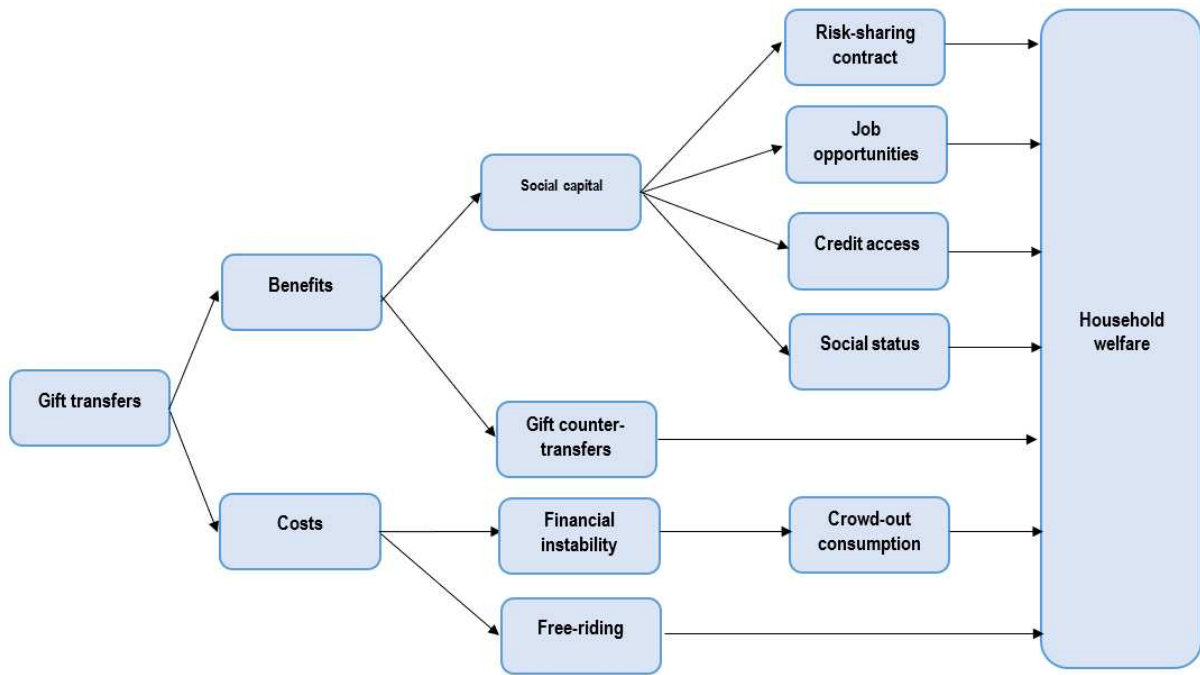 Risk-sharing
contract
Job
opportunities
Social capital
Credit access
Benefits
Household
welfare
Social status
Gift transfers
Gift counter-
transfers
Costs
Financial
instability
Crowd-out
consumption
Free-riding